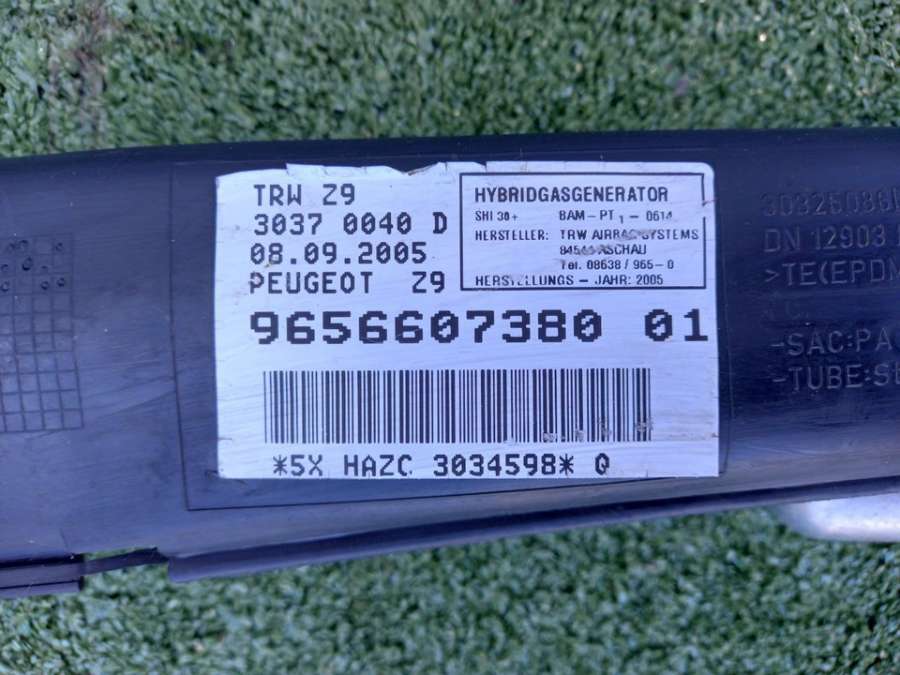 TRW Z9
3037 0040 D
08.09.2005
PEUGEOT Z9
HYBRIDGASGENERATOR
SHI 30+ BAM-PT₁-0614
HERSTELLER: TRW AIRBAG SYSTEMS
84544 ASCHAU
Tel. 08638/965-0
HERSTELLUNGS-JAHR: 2005
9656607380 01
*5X HAZC 3034598* Q
DN 12903
>TE(EPDM
-SAC:PA
-TUBE:S